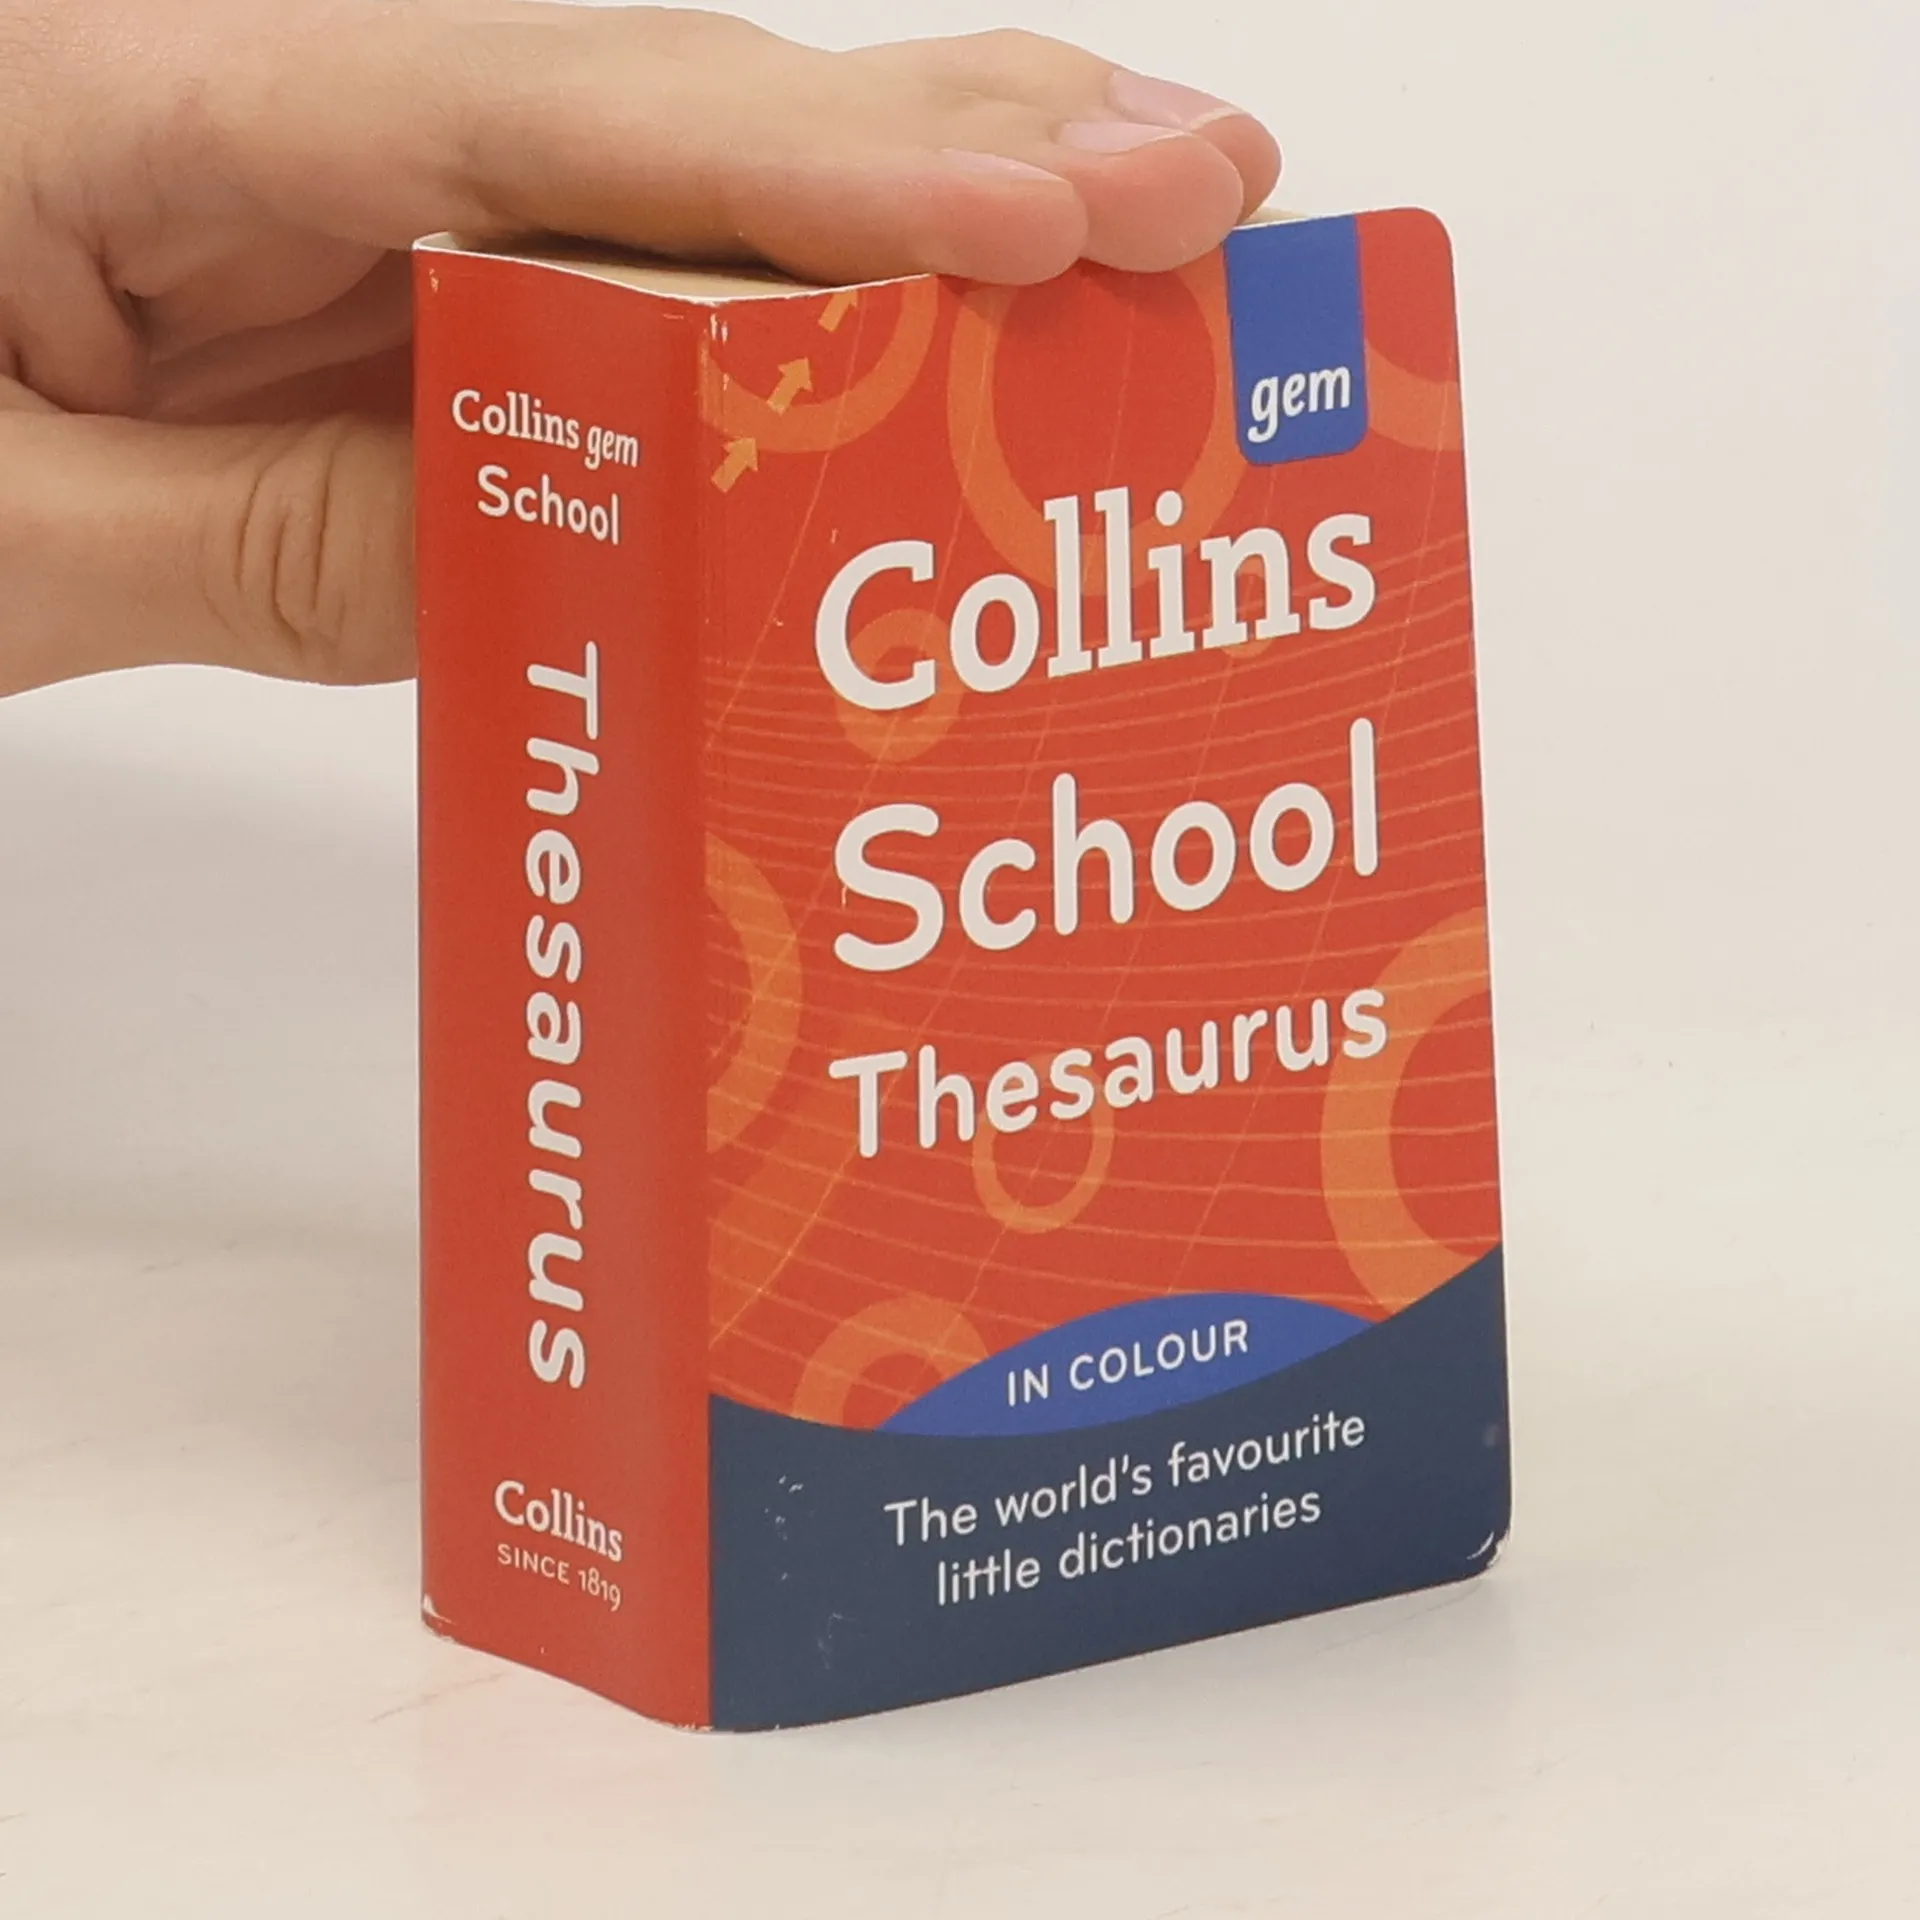 Collins gem
School
Thesaurus
Collins
SINCE 1819
gem
Collins
School
Thesaurus
IN COLOUR
The world's favourite
little dictionaries